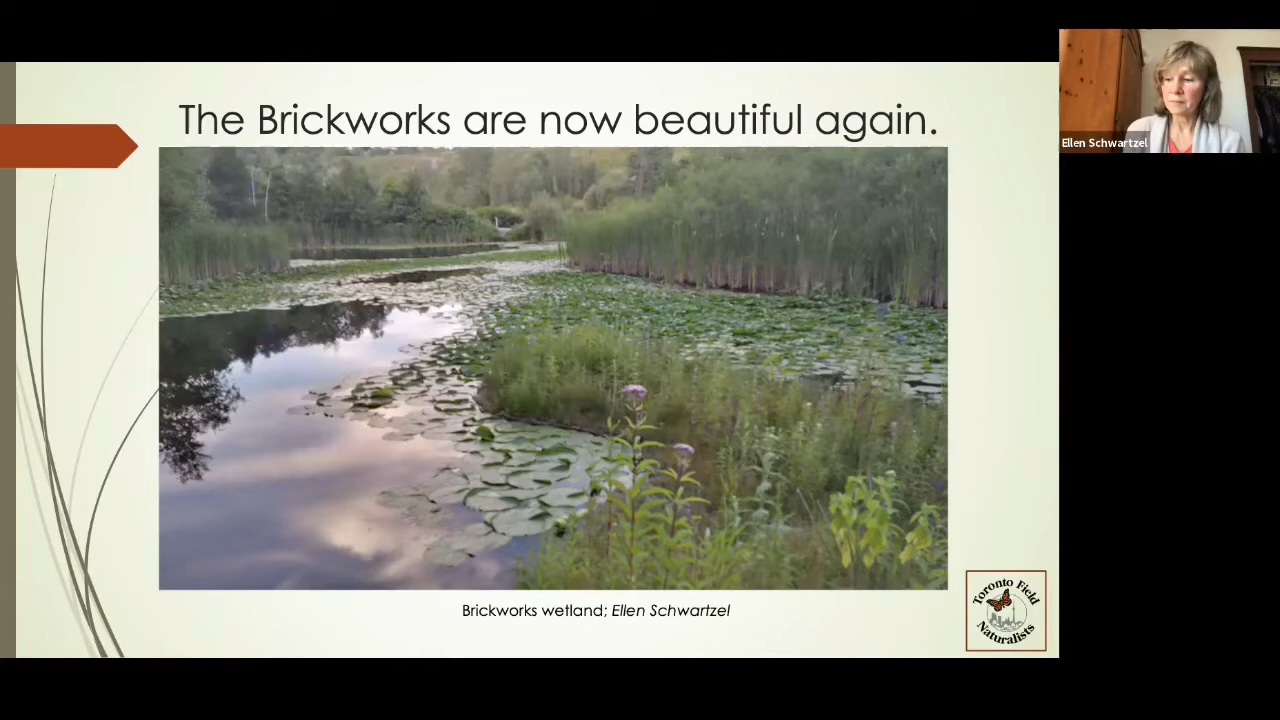 The Brickworks are now beautiful again.
Ellen Schwartzel
Brickworks wetland; Ellen Schwartzel
Toronto Field
Naturalists